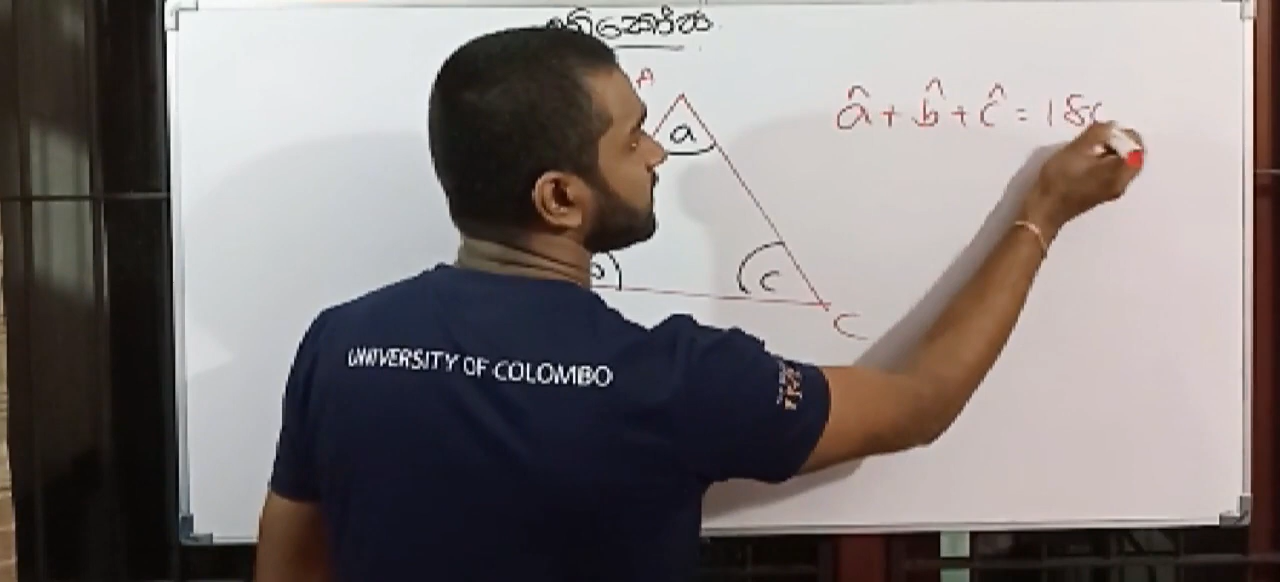 A
a
â + b̂ + ĉ = 180
c
C
UNIVERSITY OF COLOMBO